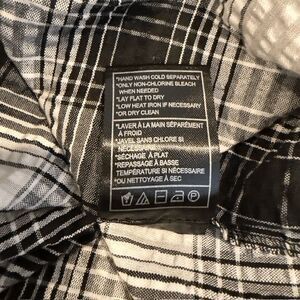 *HAND WASH COLD SEPARATELY
*ONLY NON-CHLORINE BLEACH
WHEN NEEDED
*LAY FLAT TO DRY
*LOW HEAT IRON IF NECESSARY
*OR DRY CLEAN
*LAVER À LA MAIN SÉPARÉMENT
À FROID
*JAVEL SANS CHLORE SI
NÉCESSAIRE
*SÉCHAGE À PLAT
*REPASSAGE À BASSE
TEMPÉRATURE SI NÉCESSAIRE
*OU NETTOYAGE À SEC